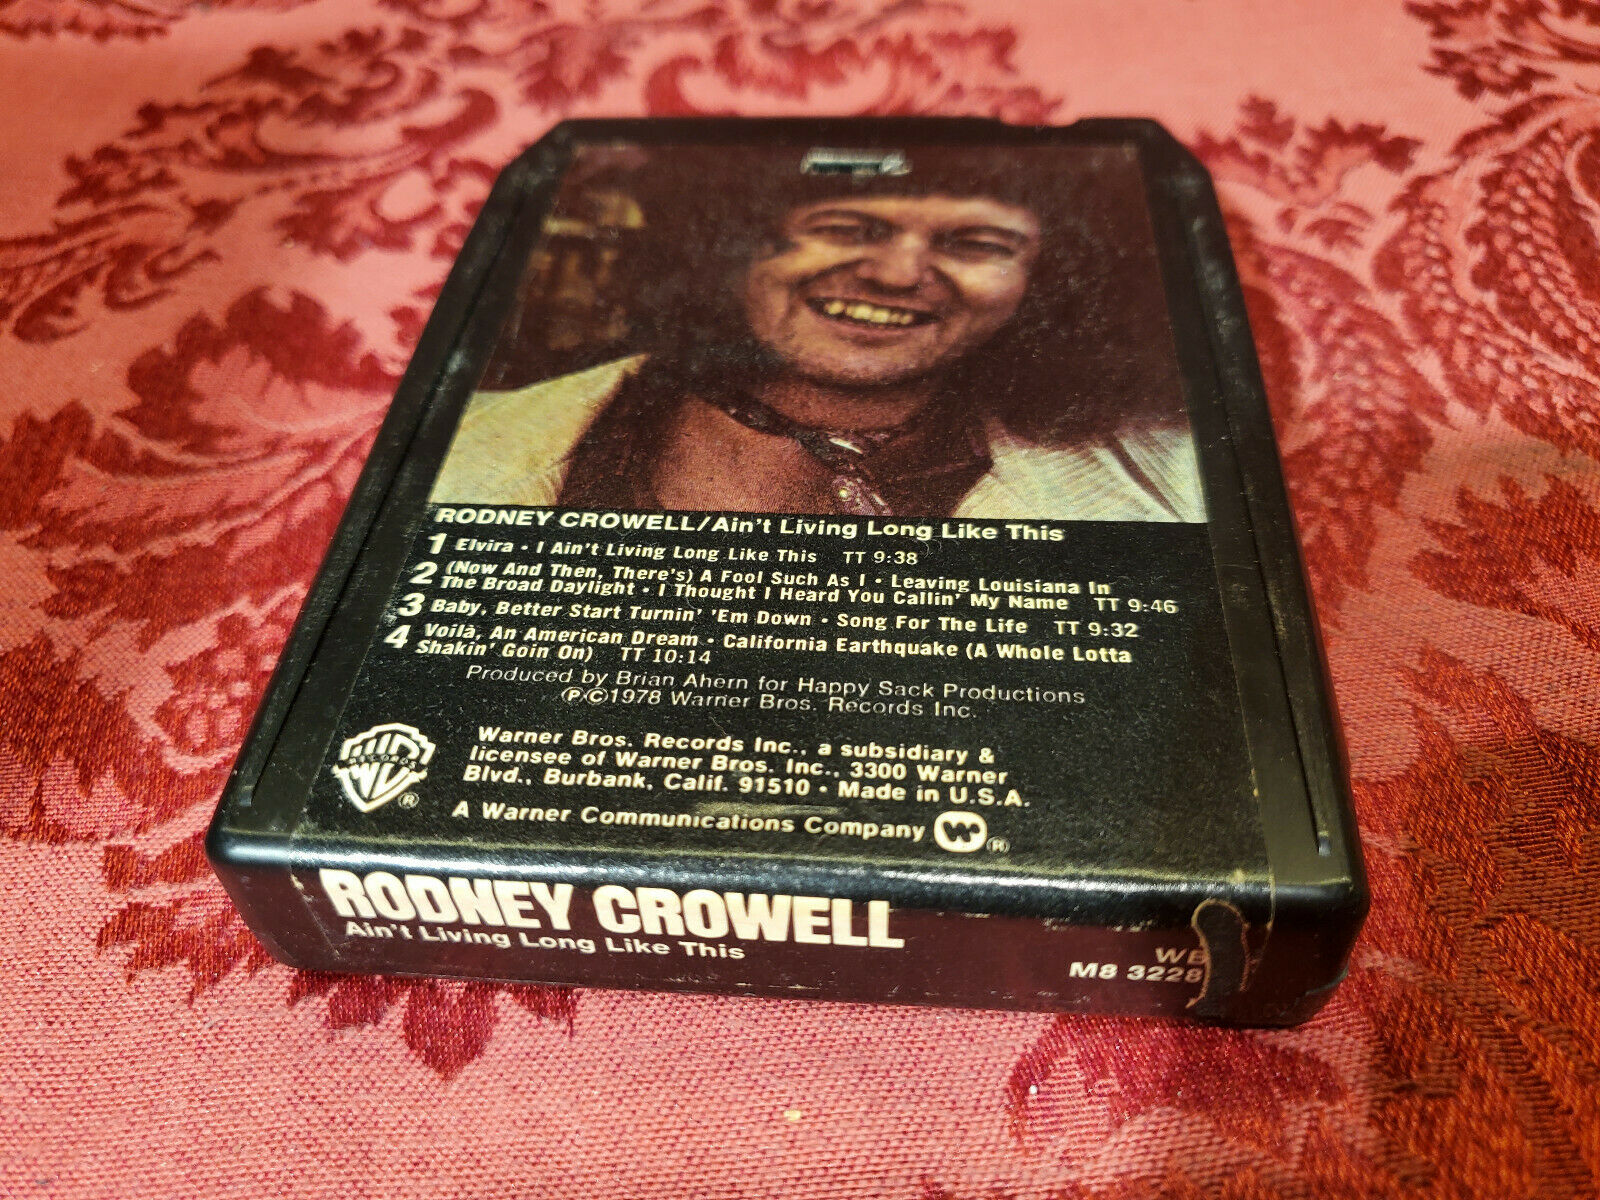 RODNEY CROWELL/Ain't Living Long Like This
1 Elvira • I Ain't Living Long Like This TT 9:38
2 (Now And Then, There's) A Fool Such As I • Leaving Louisiana In
The Broad Daylight • I Thought I Heard You Callin' My Name TT 9:46
3 Baby, Better Start Turnin' 'Em Down • Song For The Life TT 9:32
4 Voilà, An American Dream • California Earthquake (A Whole Lotta
Shakin' Goin On) TT 10:14
Produced by Brian Ahern for Happy Sack Productions
℗©1978 Warner Bros. Records Inc.
RECORDS
®
Warner Bros. Records Inc., a subsidiary &
licensee of Warner Bros. Inc., 3300 Warner
Blvd., Burbank, Calif. 91510 • Made in U.S.A.
A Warner Communications Company ®
RODNEY CROWELL
Ain't Living Long Like This
WB
M8 3228